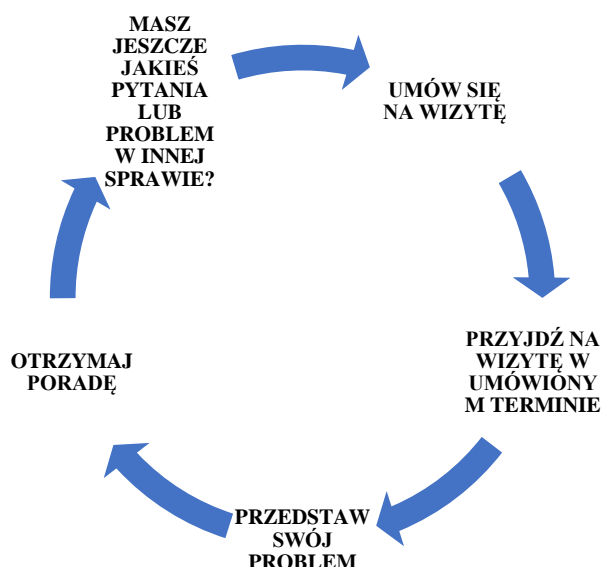 MASZ
JESZCZE
JAKIEŚ
PYTANIA
LUB
PROBLEM
W INNEJ
SPRAWIE?
UMÓW SIĘ
NA WIZYTĘ
PRZYJDŹ NA
WIZYTĘ W
UMÓWIONY
M TERMINIE
PRZEDSTAW
SWÓJ
PROBLEM
OTRZYMAJ
PORADĘ